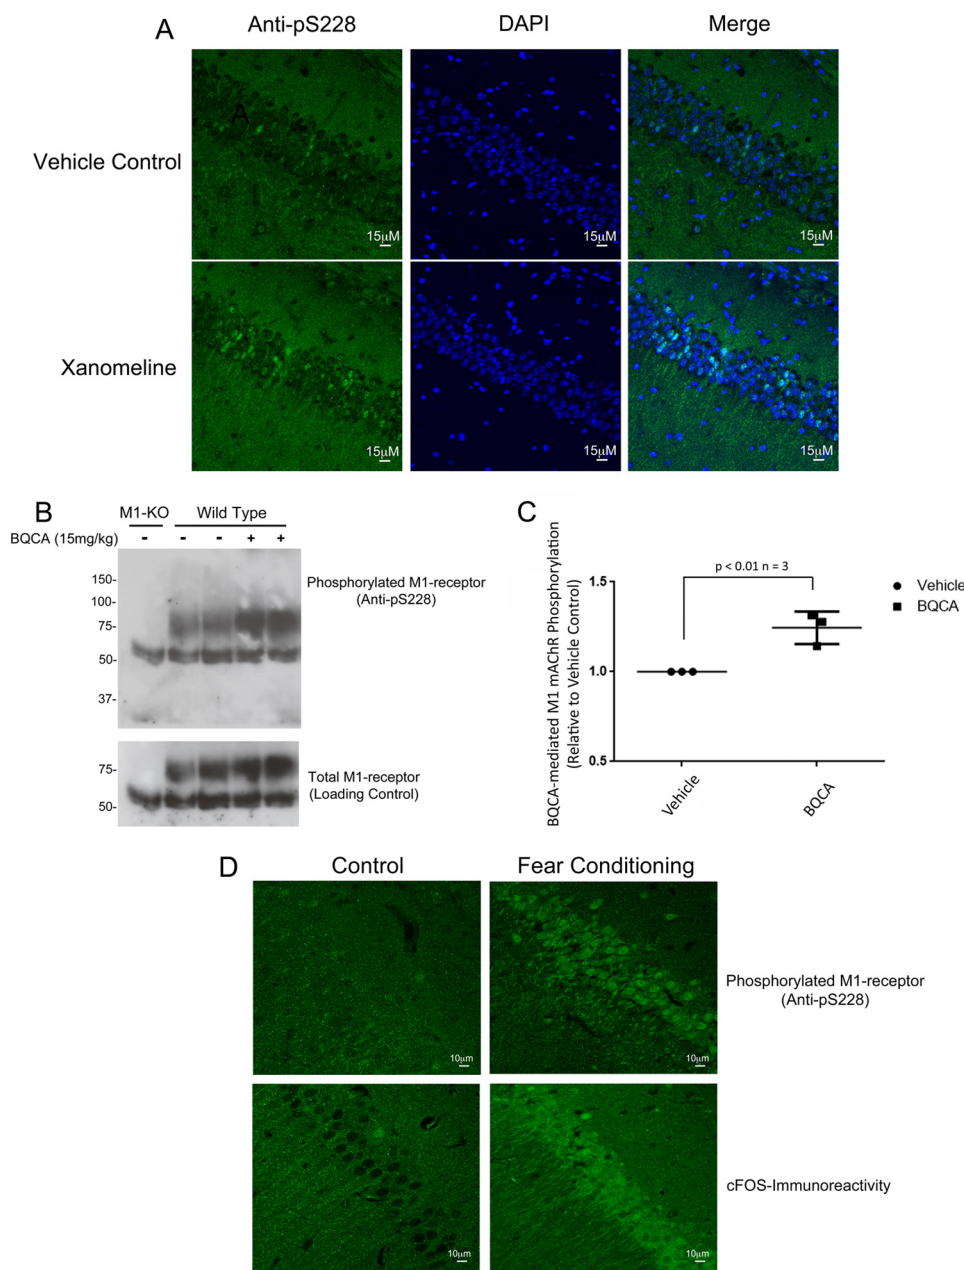 A
Anti-pS228
DAPI
Merge
Vehicle Control
A
15μM
15μM
15μM
Xanomeline
15μM
15μM
15μM
B
M1-KO
Wild Type
BQCA (15mg/kg)
- - - + +
150-
100-
75-
50-
37-
Phosphorylated M1-receptor
(Anti-pS228)
75-
50-
Total M1-receptor
(Loading Control)
C
BQCA-mediated M1 mAChR Phosphorylation
(Relative to Vehicle Control)
1.5
1.0
0.5
p < 0.01 n = 3
Vehicle
BQCA
Vehicle
BQCA
D
Control
Fear Conditioning
10μm
10μm
Phosphorylated M1-receptor
(Anti-pS228)
10μm
10μm
cFOS-Immunoreactivity